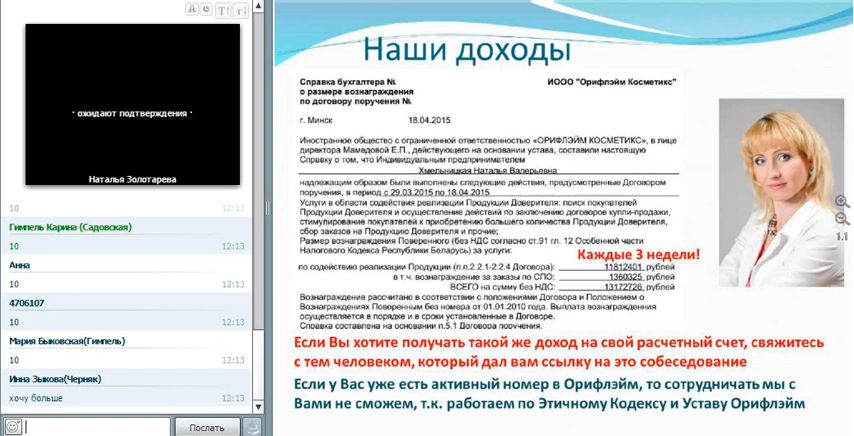 · ожидают подтверждения ·
Наталья Золотарева
10 12:13
Гимпель Карина (Садовская)
10 12:13
Анна
10 12:13
4706107
10 12:13
Мария Быковская(Гимпель)
10 12:13
Инна Зыкова(Черняк)
хочу больше 12:13
Послать
Наши доходы
Справка бухгалтера № ИООО "Орифлэйм Косметикс"
о размере вознаграждения
по договору поручения №
г. Минск 18.04.2015
Иностранное общество с ограниченной ответственностью «ОРИФЛЭЙМ КОСМЕТИКС», в лице
директора Мамедовой Е.П., действующего на основании устава, составили настоящую
Справку о том, что Индивидуальным предпринимателем
Хмельницкая Наталья Валерьевна
надлежащим образом были выполнены следующие действия, предусмотренные Договором
поручения, в период с 29.03.2015 по 18.04.2015
Услуги в области содействия реализации Продукции Доверителя: поиск покупателей
Продукции Доверителя и осуществление действий по заключению договоров купли-продажи,
стимулирование покупателей к приобретению большего количества Продукции Доверителя,
сбор заказов на Продукцию Доверителя и прочие;
Размер вознаграждения Поверенного (без НДС согласно ст.91 гл. 12 Особенной части
Налогового Кодекса Республики Беларусь) за услуги:
Каждые 3 недели!
по содействию реализации Продукции (п.п.2.2.1-2.2.4 Договора): 11812401 рублей
в т.ч. вознаграждение за заказы по СПО: 1360325 рублей
ВСЕГО на сумму без НДС: 13172726 рублей
Вознаграждение рассчитано в соответствии с положениями Договора и Положением о
Вознаграждениях Поверенным без номера от 01.01.2010 года. Выплата вознаграждения
осуществляется в порядке и в сроки установленные в Договоре.
Справка составлена на основании п.5.1 Договора поручения.
Если Вы хотите получать такой же доход на свой расчетный счет, свяжитесь
с тем человеком, который дал вам ссылку на это собеседование
Если у Вас уже есть активный номер в Орифлэйм, то сотрудничать мы с
Вами не сможем, т.к. работаем по Этичному Кодексу и Уставу Орифлэйм
1.1